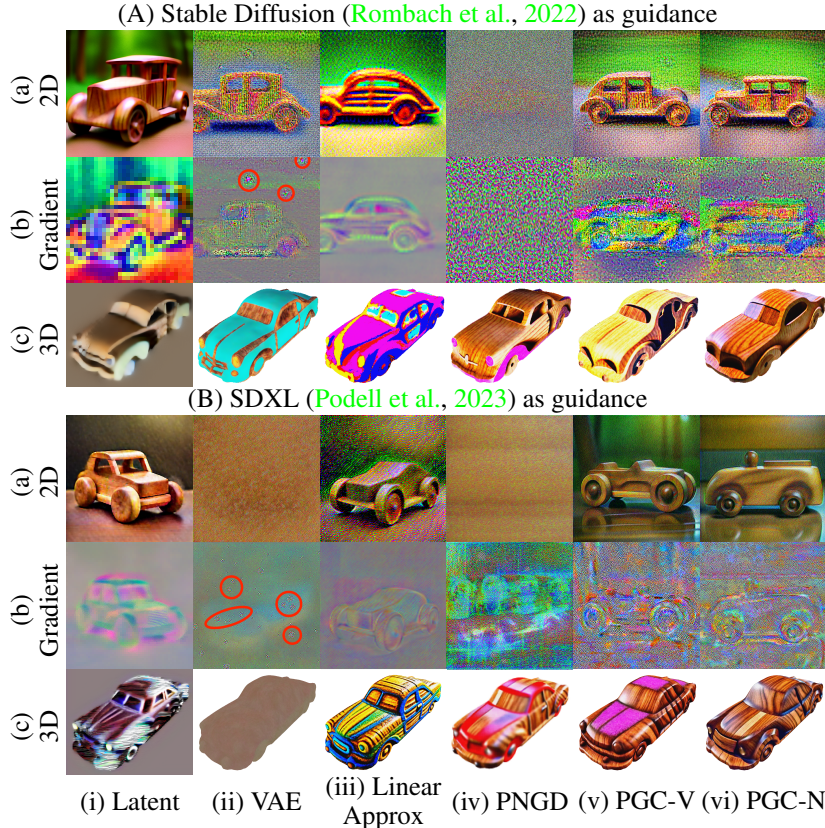 (A) Stable Diffusion (Rombach et al., 2022) as guidance
(a)
2D
(b)
Gradient
(c)
3D
(B) SDXL (Podell et al., 2023) as guidance
(a)
2D
(b)
Gradient
(c)
3D
(i) Latent
(ii) VAE
(iii) Linear
Approx
(iv) PNGD
(v) PGC-V
(vi) PGC-N